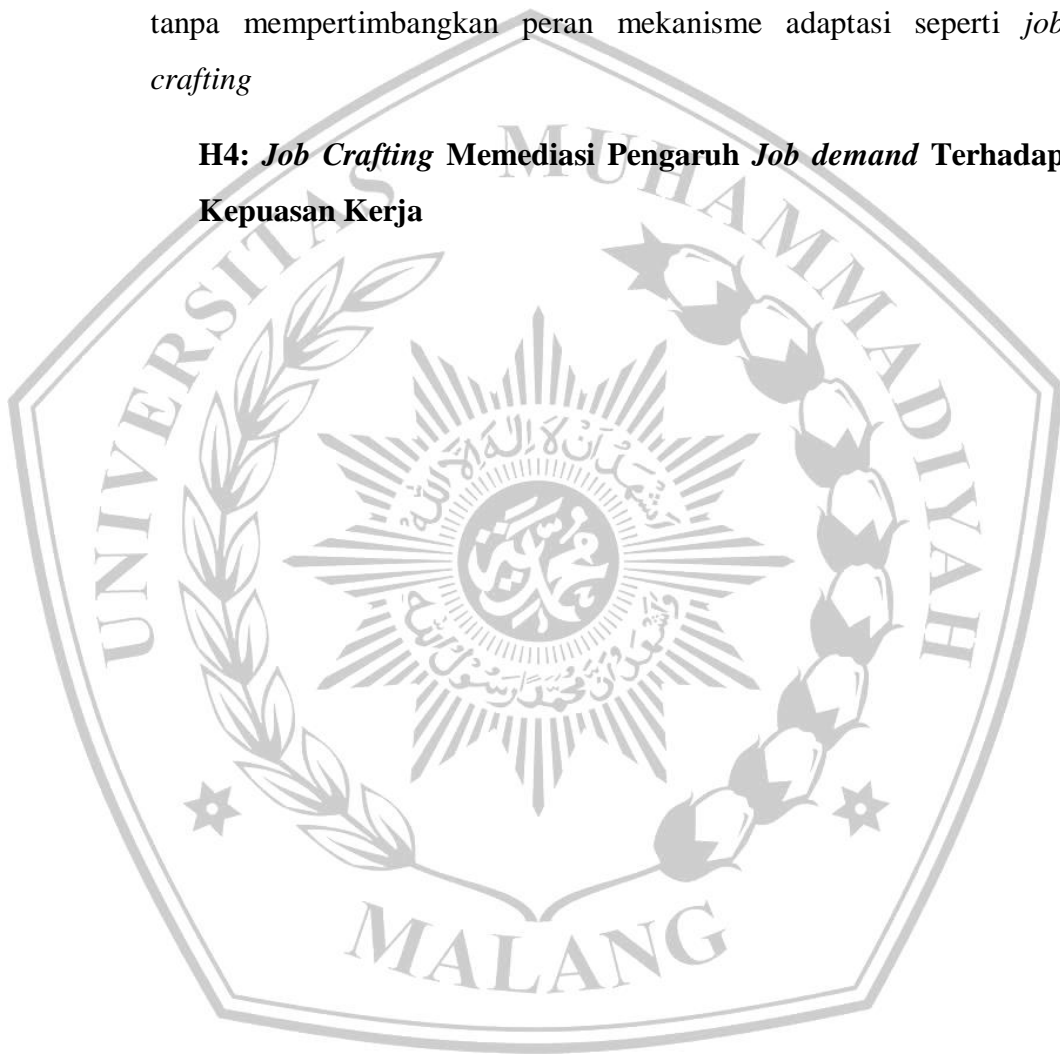 tanpa mempertimbangkan peran mekanisme adaptasi seperti job
crafting
H4: Job Crafting Memediasi Pengaruh Job demand Terhadap
Kepuasan Kerja
UNIVERSITAS MUHAMMADIYAH
MALANG